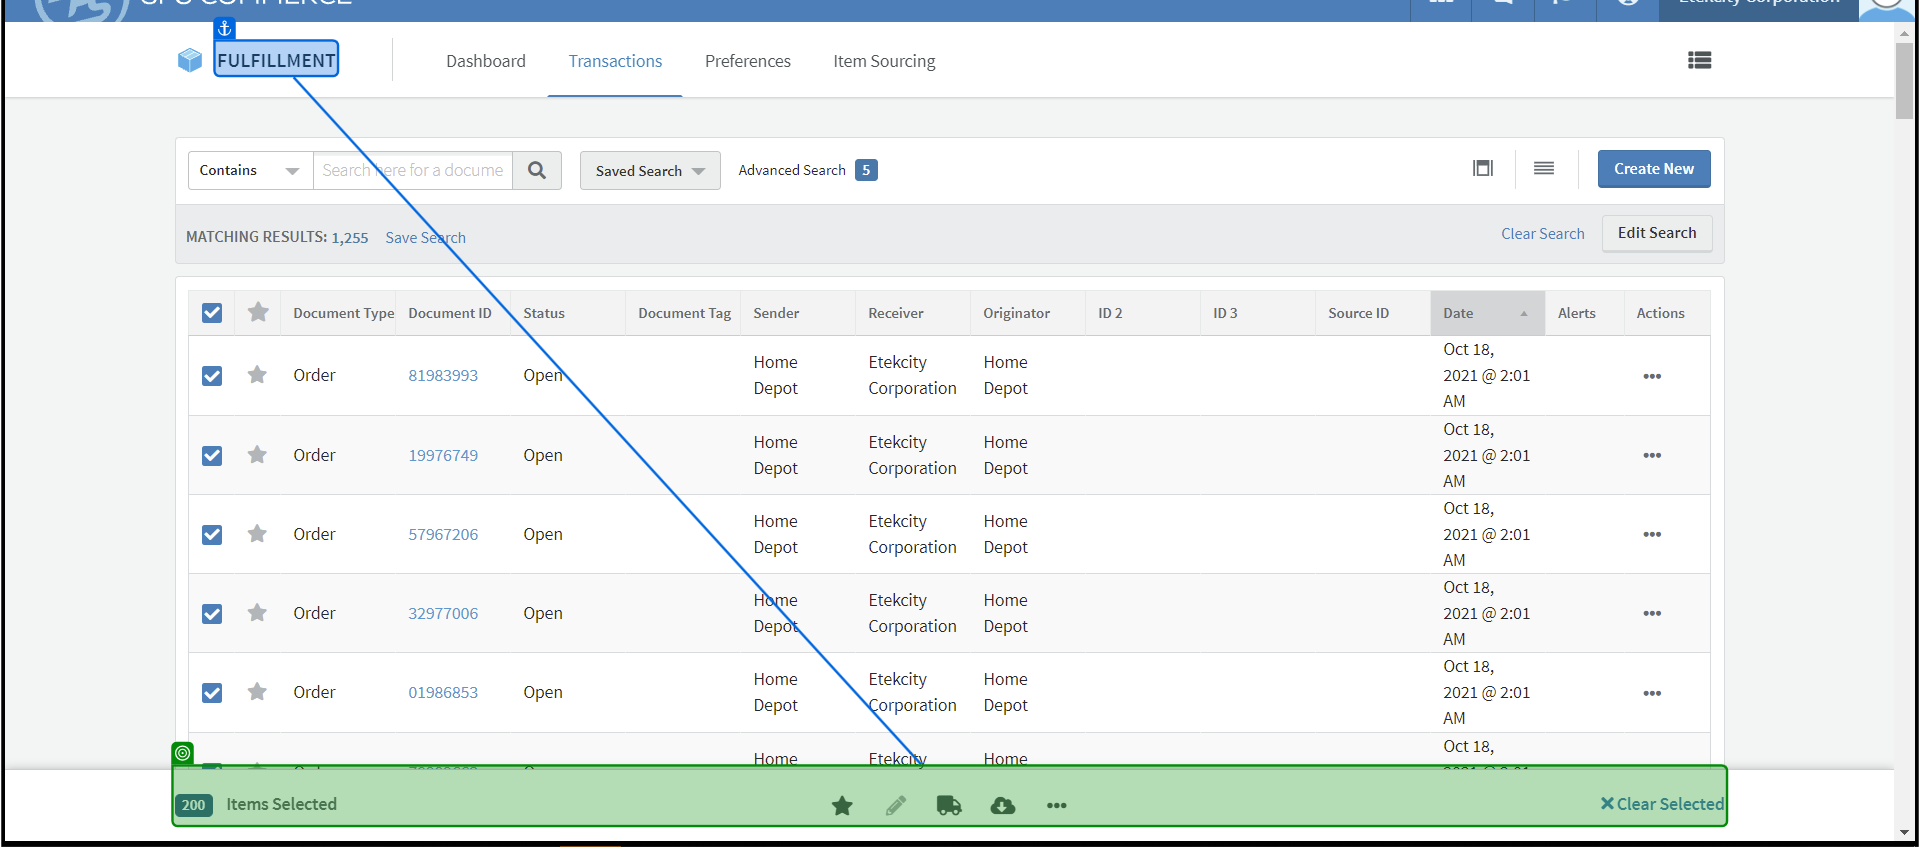 SPS COMMERCE
Etekcity Corporation
FULFILLMENT
Dashboard
Transactions
Preferences
Item Sourcing
Contains
Search here for a docume
Saved Search
Advanced Search 5
Create New
MATCHING RESULTS: 1,255
Save Search
Clear Search
Edit Search
Document Type Document ID Status Document Tag Sender Receiver Originator ID 2 ID 3 Source ID Date Alerts Actions
Order 81983993 Open Home Depot Etekcity Corporation Home Depot Oct 18, 2021 @ 2:01 AM
Order 19976749 Open Home Depot Etekcity Corporation Home Depot Oct 18, 2021 @ 2:01 AM
Order 57967206 Open Home Depot Etekcity Corporation Home Depot Oct 18, 2021 @ 2:01 AM
Order 32977006 Open Home Depot Etekcity Corporation Home Depot Oct 18, 2021 @ 2:01 AM
Order 01986853 Open Home Depot Etekcity Corporation Home Depot Oct 18, 2021 @ 2:01 AM
Home Etekcity Home Oct 18,
200 Items Selected
Clear Selected